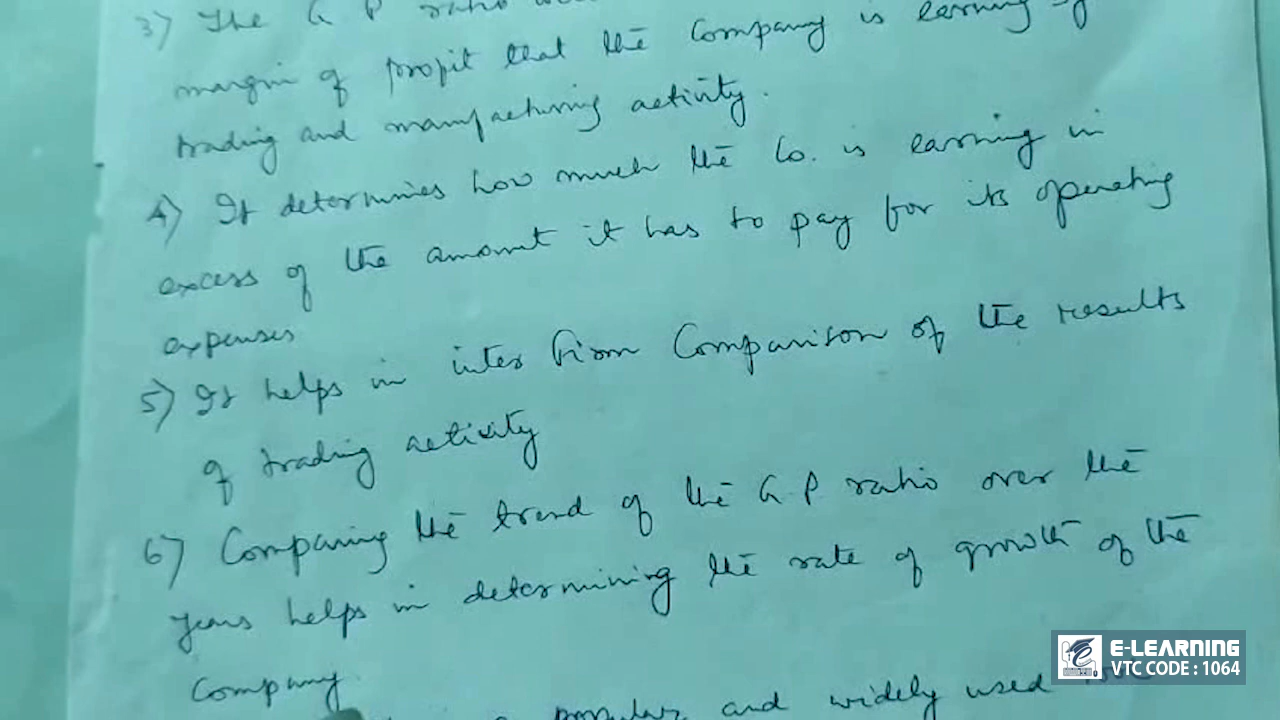 3) The G P ratio
margin of profit that the Company is earning by
trading and manufacturing activity.
4) It determines how much the Co. is earning in
excess of the amount it has to pay for its operating
expenses
5) It helps in inter Firm Comparison of the results
of trading activity
6) Comparing the trend of the G P ratio over the
years helps in determining the rate of growth of the
Company
popular and widely used
E-LEARNING
VTC CODE : 1064